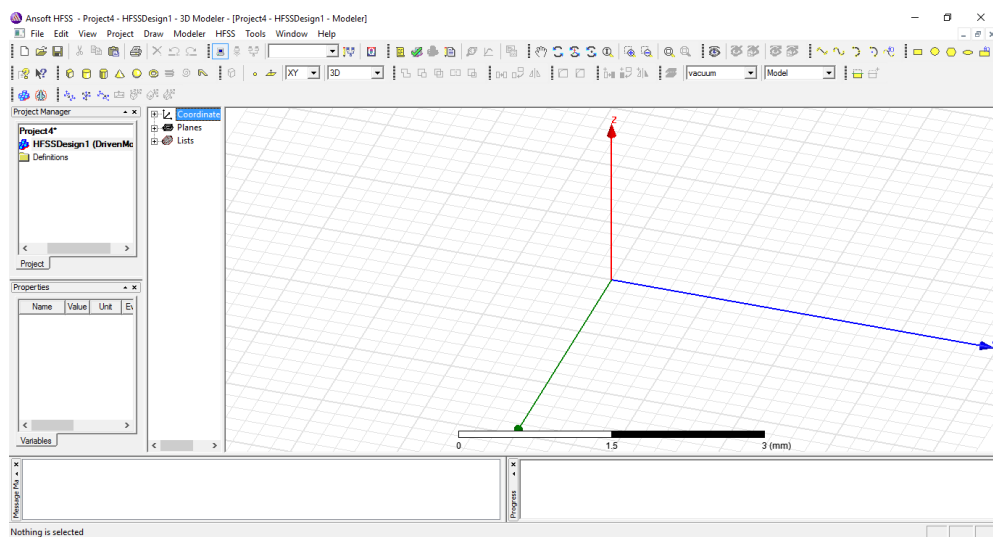 Ansoft HFSS - Project4 - HFSSDesign1 - 3D Modeler - [Project4 - HFSSDesign1 - Modeler]
File Edit View Project Draw Modeler HFSS Tools Window Help
XY 3D vacuum Model
Project Manager
Project4*
HFSSDesign1 (DrivenMo
Definitions
Project
Coordinate
Planes
Lists
Z
0 1.5 3 (mm)
Properties
Name Value Unit Ev
Variables
Message Ma
Progress
Nothing is selected